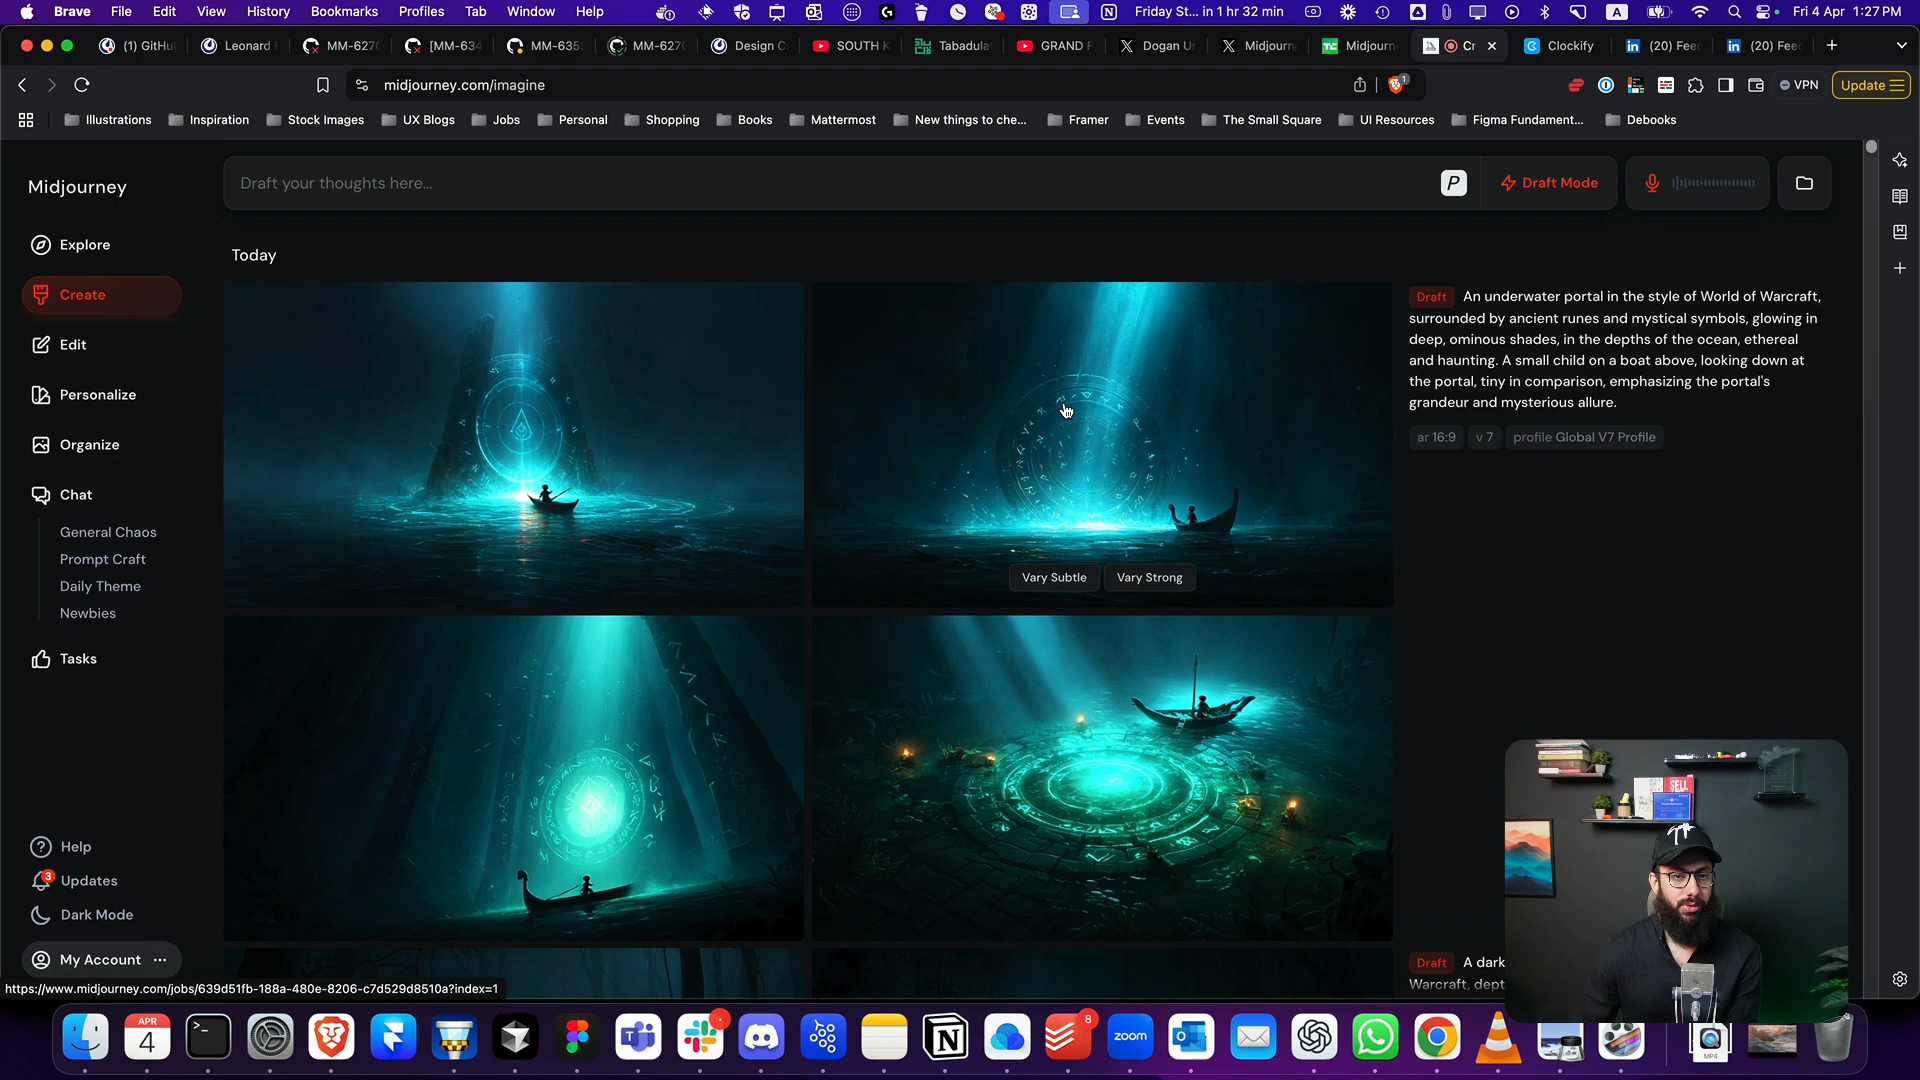 Brave File Edit View History Bookmarks Profiles Tab Window Help Friday St... in 1 hr 32 min Fri 4 Apr 1:27 PM
(1) GitHu Leonard MM-627 [MM-634 MM-635 MM-627 Design C SOUTH K Tabadula GRAND F Dogan U Midjourn Midjourn Cr Clockify (20) Fee (20) Fee
midjourney.com/imagine 1 VPN Update
Illustrations Inspiration Stock Images UX Blogs Jobs Personal Shopping Books Mattermost New things to che... Framer Events The Small Square UI Resources Figma Fundament... Debooks
Midjourney
Draft your thoughts here...
P
Draft Mode
Explore
Create
Edit
Personalize
Organize
Chat
General Chaos
Prompt Craft
Daily Theme
Newbies
Tasks
Help
3
Updates
Dark Mode
My Account ...
Today
Vary Subtle Vary Strong
Draft An underwater portal in the style of World of Warcraft,
surrounded by ancient runes and mystical symbols, glowing in
deep, ominous shades, in the depths of the ocean, ethereal
and haunting. A small child on a boat above, looking down at
the portal, tiny in comparison, emphasizing the portal's
grandeur and mysterious allure.
ar 16:9 v 7 profile Global V7 Profile
SELL
Draft A dark
Warcraft, dept
https://www.midjourney.com/jobs/639d51fb-188a-480e-8206-c7d529d8510a?index=1
APR
4
8
zoom
MP4